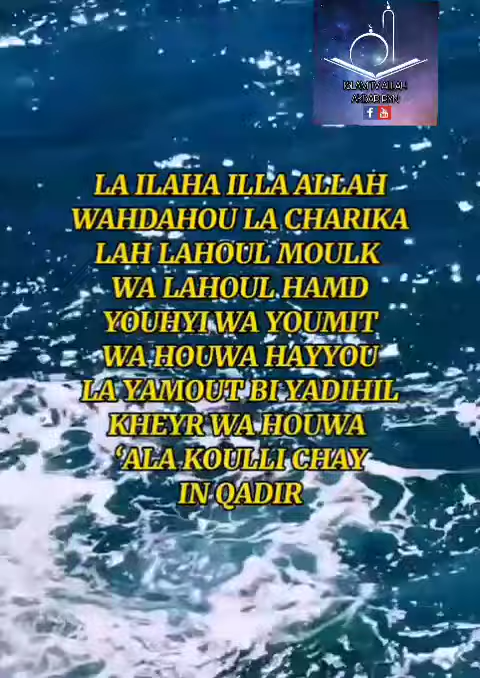 LA ILAHA ILLA ALLAH
WAHDAHOU LA CHARIKA
LAH LAHOUL MOULK
WA LAHOUL HAMD
YOUHYI WA YOUMIT
WA HOUWA HAYYOU
LA YAMOUT BI YADIHIL
KHEYR WA HOUWA
‘ALA KOULLI CHAY
IN QADIR